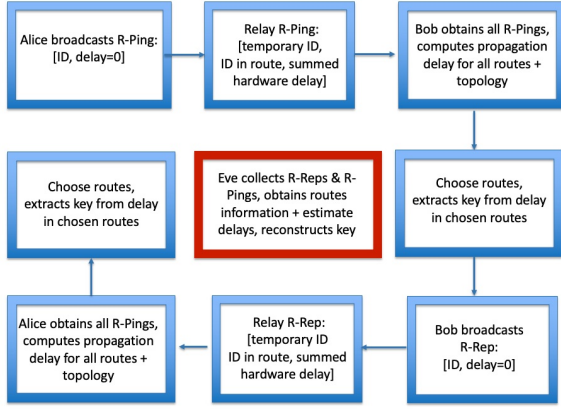 Alice broadcasts R-Ping:
[ID, delay=0]
Relay R-Ping:
[temporary ID,
ID in route, summed
hardware delay]
Bob obtains all R-Pings,
computes propagation
delay for all routes +
topology
Choose routes,
extracts key from delay
in chosen routes
Eve collects R-Reps & R-
Pings, obtains routes
information + estimate
delays, reconstructs key
Choose routes,
extracts key from delay
in chosen routes
Alice obtains all R-Pings,
computes propagation
delay for all routes +
topology
Relay R-Rep:
[temporary ID
ID in route, summed
hardware delay]
Bob broadcasts
R-Rep:
[ID, delay=0]